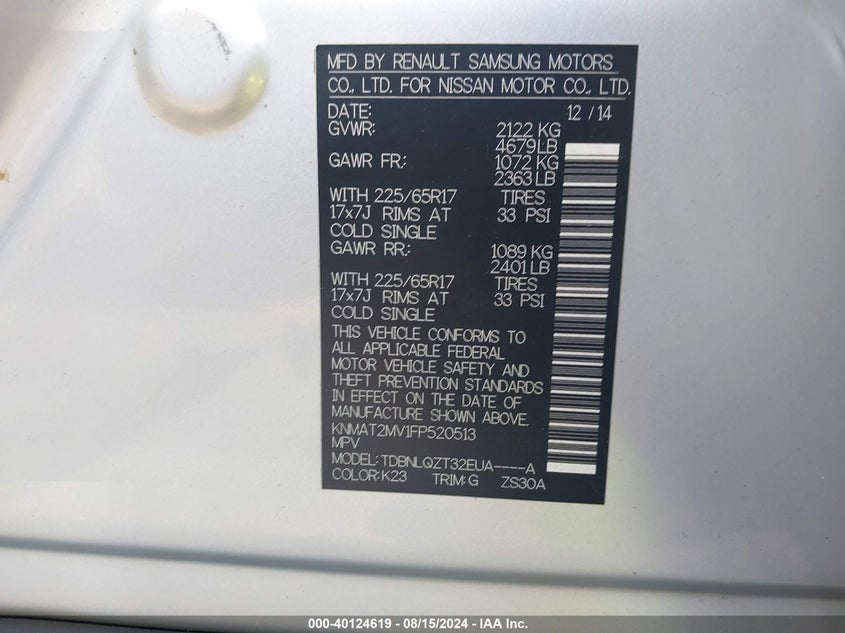 MFD BY RENAULT SAMSUNG MOTORS
CO., LTD. FOR NISSAN MOTOR CO., LTD.
DATE: 12 / 14
GVWR: 2122 KG
4679LB
GAWR FR: 1072 KG
2363 LB
WITH 225/65R17 TIRES
17x7J RIMS AT 33 PSI
COLD SINGLE
GAWR RR: 1089 KG
2401 LB
WITH 225/65R17 TIRES
17x7J RIMS AT 33 PSI
COLD SINGLE
THIS VEHICLE CONFORMS TO
ALL APPLICABLE FEDERAL
MOTOR VEHICLE SAFETY AND
THEFT PREVENTION STANDARDS
IN EFFECT ON THE DATE OF
MANUFACTURE SHOWN ABOVE.
KNMAT2MV1FP520513
MPV
MODEL: TDBNLQZT32EUA----A
COLOR:K23 TRIM:G ZS30A
000-40124619 - 08/15/2024 - IAA Inc.